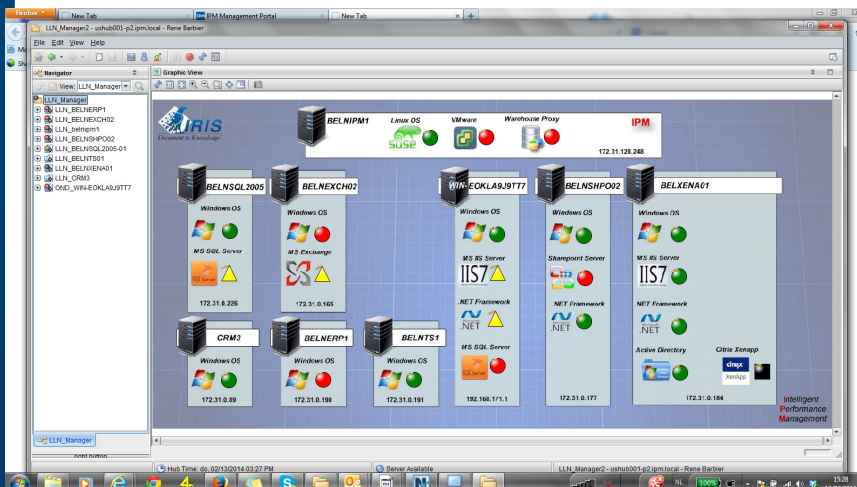 Firefox
New Tab
IPM Management Portal
New Tab
LLN_Manager2 - ushub001-p2.ipm.local - Rene Barbier
File Edit View Help
Navigator
View: LLN_Manager
LLN_Manager
LLN_BELNERP1
LLN_BELNEXCH02
LLN_belnipm1
LLN_BELNSHPO02
LLN_BELNSQL2005-01
LLN_BELNTS01
LLN_BELNXENA01
LLN_CRM3
OND_WIN-EOKLA9J9TT7
Graphic View
IRIS
Document to Knowledge
BELNIPM1
Linux OS
VMware
Warehouse Proxy
IPM
SUSE
172.31.128.248
BELNSQL2005
Windows OS
MS SQL Server
SQL Server
172.31.0.226
BELNEXCH02
Windows OS
MS Exchange
172.31.0.165
WIN-EOKLA9J9TT7
Windows OS
MS IIS Server
IIS7
.NET Framework
.NET
MS SQL Server
SQL Server
192.168.171.1
BELNSHPO02
Windows OS
Sharepoint Server
.NET Framework
.NET
172.31.0.177
BELXENA01
Windows OS
MS IIS Server
IIS7
.NET Framework
.NET
Active Directory
Citrix Xenapp
CITRIX
XenApp
172.31.0.184
CRM3
Windows OS
172.31.0.89
BELNERP1
Windows OS
172.31.0.190
BELNTS1
Windows OS
172.31.0.191
Intelligent
Performance
Management
LLN_Manager
right button
Hub Time: do, 02/13/2014 03:27 PM
Server Available
LLN_Manager2 - ushub001-p2.ipm.local - Rene Barbier
NL
100%
15:28